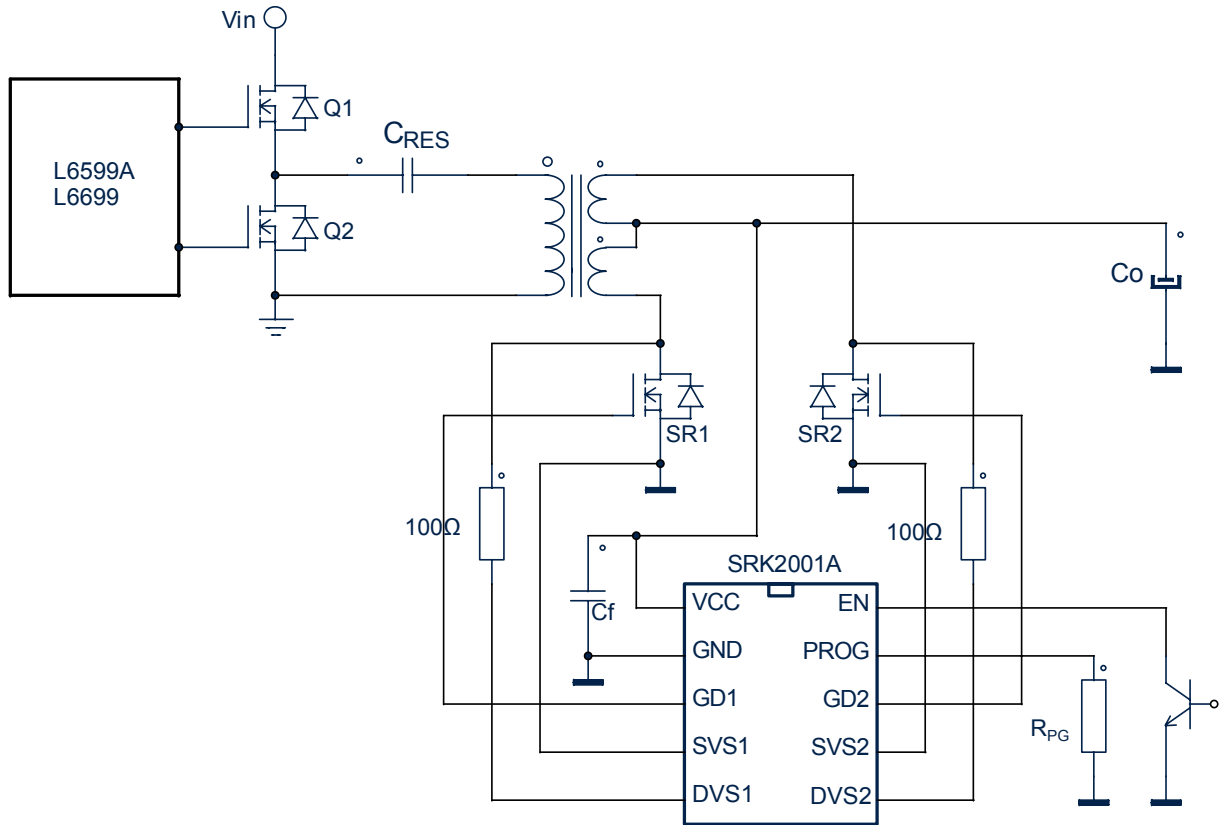 Vin
Q1
CRES
L6599A
L6699
Q2
Co
SR1
SR2
100Ω
100Ω
SRK2001A
Cf
VCC
EN
GND
PROG
GD1
GD2
RPG
SVS1
SVS2
DVS1
DVS2